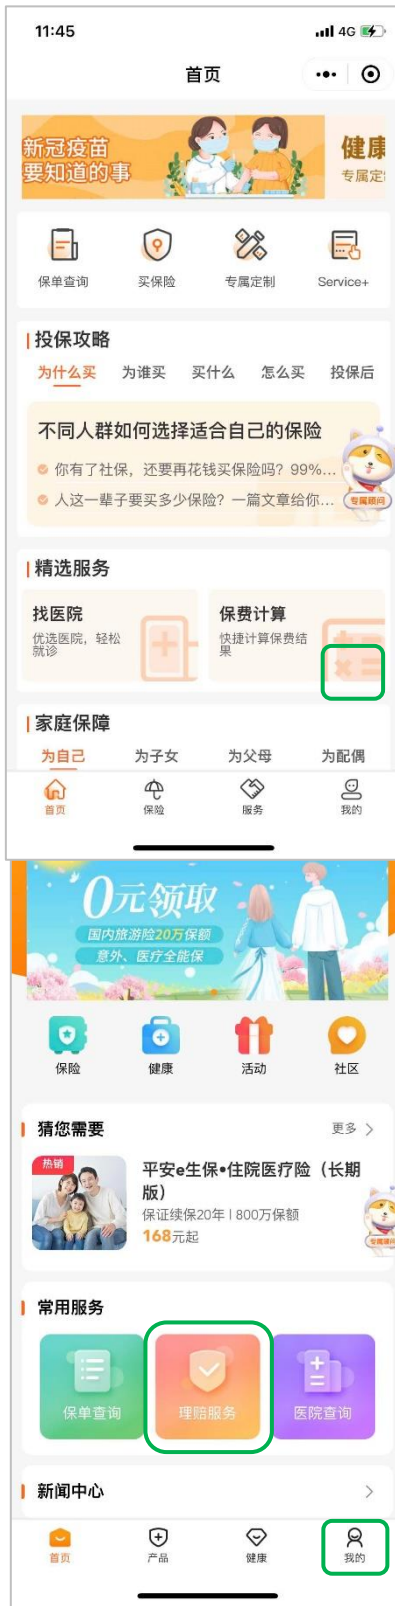 11:45
4G
首页
新冠疫苗
要知道的事
健康
专属定
保单查询
买保险
专属定制
Service+
投保攻略
为什么买
为谁买
买什么
怎么买
投保后
不同人群如何选择适合自己的保险
你有了社保，还要再花钱买保险吗？99%...
人这一辈子要买多少保险？一篇文章给你...
专属顾问
精选服务
找医院
优选医院，轻松
就诊
保费计算
快捷计算保费结
果
家庭保障
为自己
为子女
为父母
为配偶
首页
保险
服务
我的
0元领取
国内旅游险20万保额
意外、医疗全能保
保险
健康
活动
社区
猜您需要
更多
热销
平安e生保•住院医疗险（长期
版）
保证续保20年 | 800万保额
168元起
专属顾问
常用服务
保单查询
理赔服务
医院查询
新闻中心
首页
产品
健康
我的